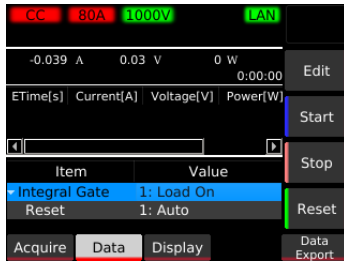 CC 80A 1000V LAN
-0.039 A 0.03 V 0 W
0:00:00
Edit
ETime[s] Current[A] Voltage[V] Power[W]
Start
Stop
Item Value
Integral Gate 1: Load On
Reset 1: Auto
Reset
Acquire Data Display
Data
Export